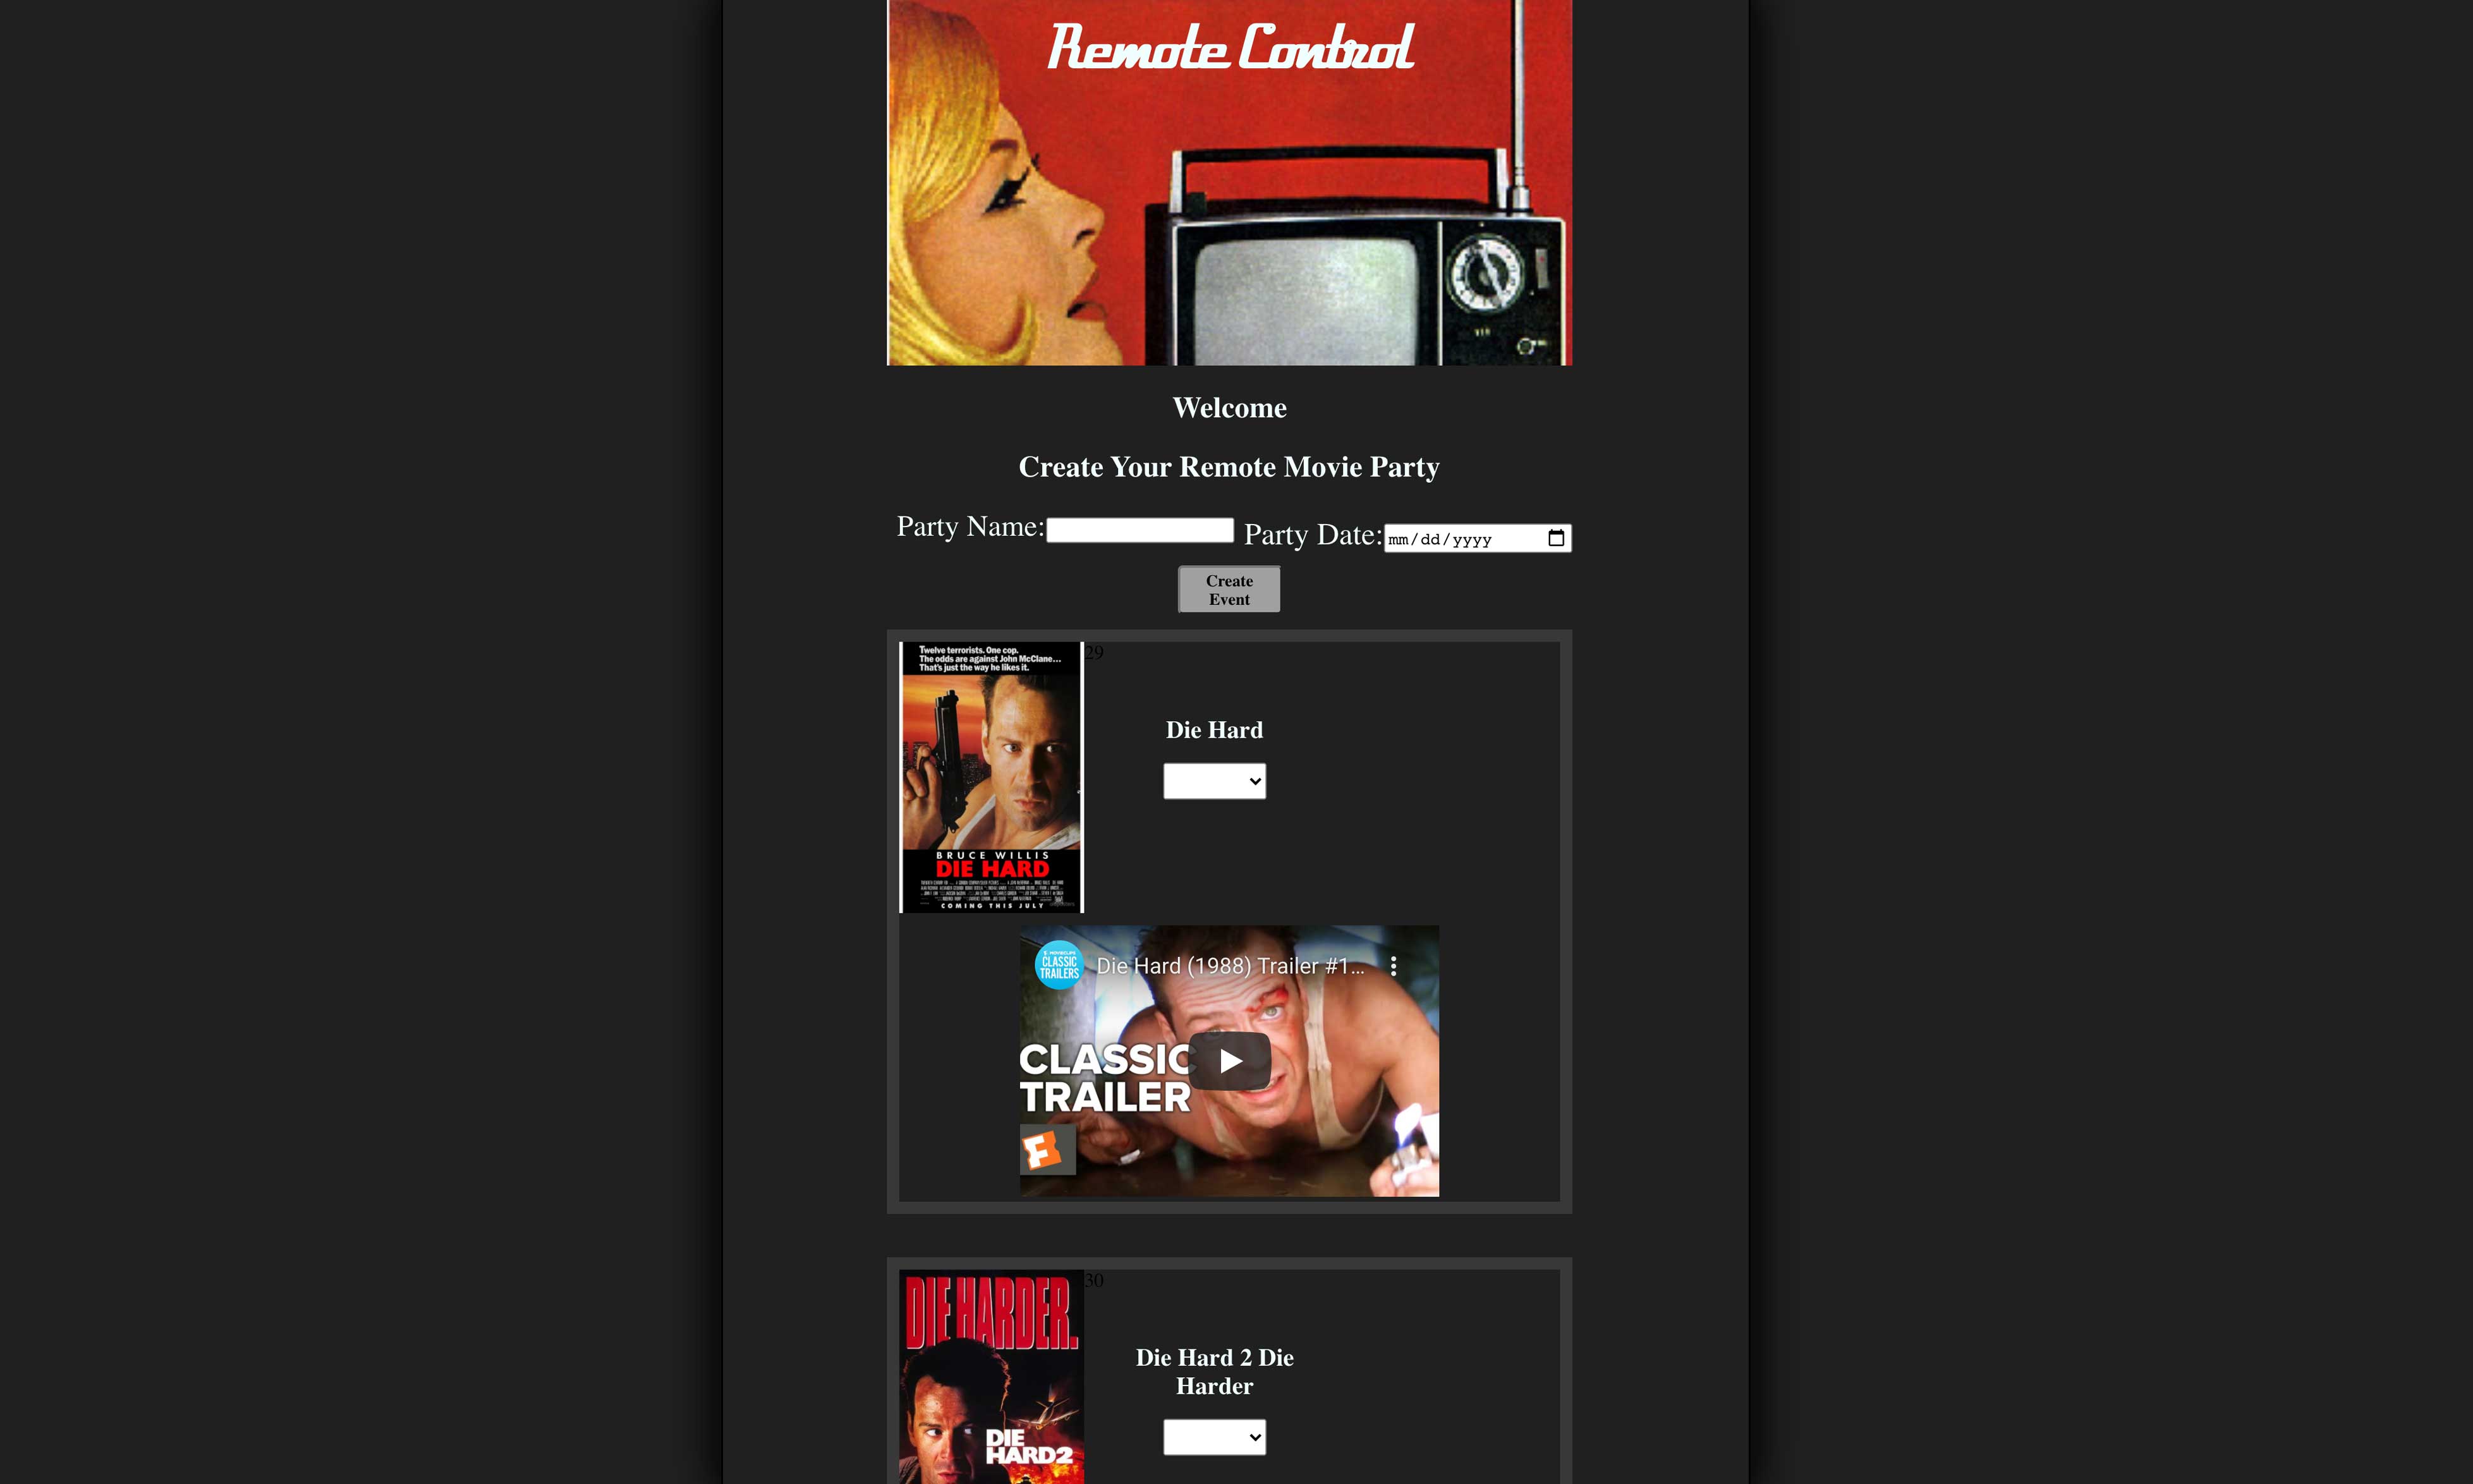 Remote Control
Welcome
Create Your Remote Movie Party
Party Name:
Party Date:
mm/dd/yyyy
Create
Event
29
Twelve terrorists. One cop.
The odds are against John McClane...
That's just the way he likes it.
BRUCE WILLIS
DIE HARD
COMING THIS JULY
Die Hard
MOVIECLIPS
CLASSIC
TRAILERS
Die Hard (1988) Trailer #1...
CLASSIC
TRAILER
F
30
DIE HARDER.
DIE
HARD2
Die Hard 2 Die
Harder